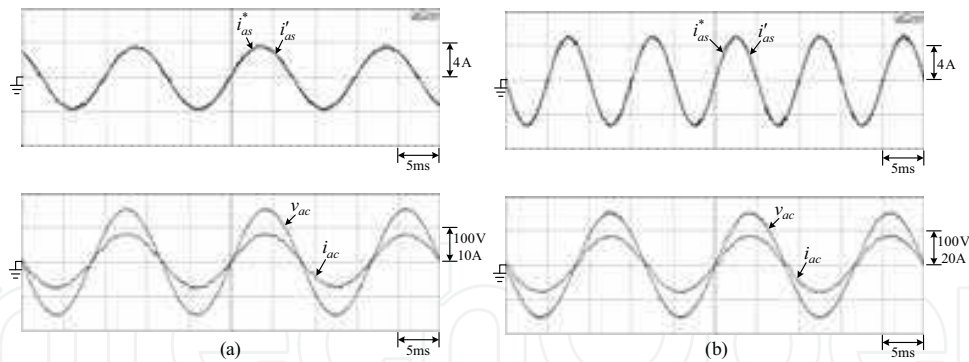 i*as i′as
4A
5ms
i*as i′as
4A
5ms
vac
iac
100V
10A
5ms
(a)
vac
iac
100V
20A
5ms
(b)